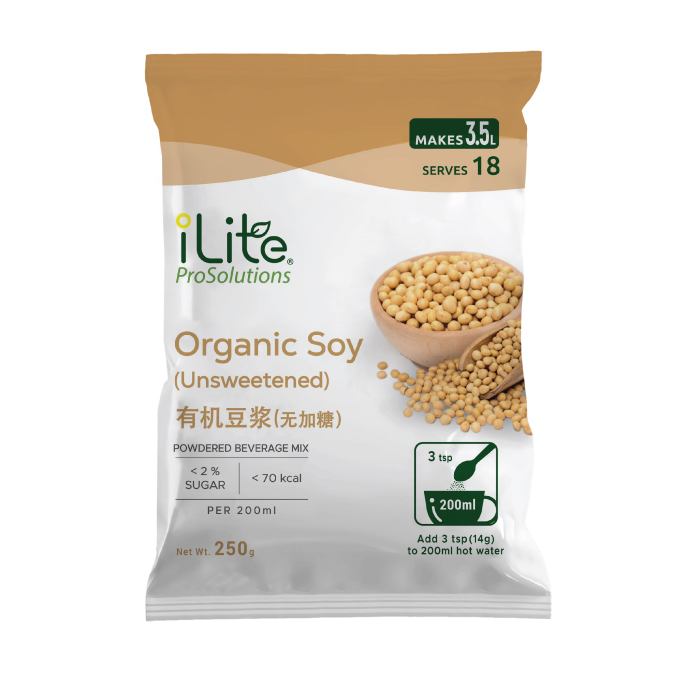 MAKES 3.5L
SERVES 18
iLite®
ProSolutions
Organic Soy
(Unsweetened)
有机豆浆(无加糖)
POWDERED BEVERAGE MIX
< 2 %
SUGAR
< 70 kcal
PER 200ml
Net Wt. 250g
3 tsp
200ml
Add 3 tsp(14g)
to 200ml hot water